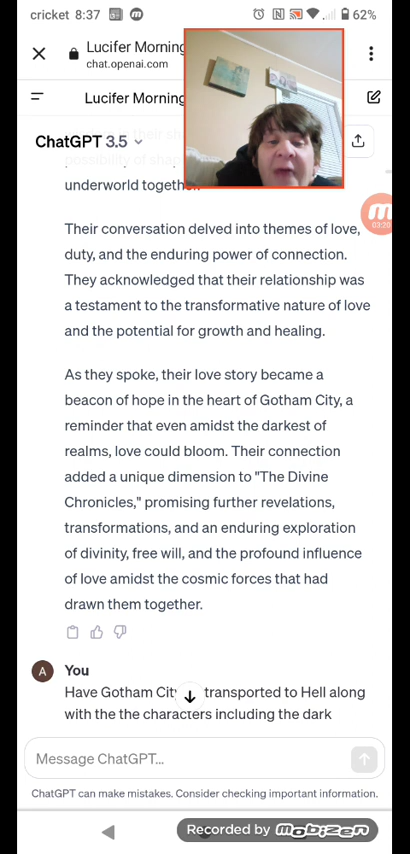 cricket 8:37 62%
Lucifer Morning
chat.openai.com
Lucifer Morning
ChatGPT 3.5
underworld together.
Their conversation delved into themes of love,
duty, and the enduring power of connection.
They acknowledged that their relationship was
a testament to the transformative nature of love
and the potential for growth and healing.
As they spoke, their love story became a
beacon of hope in the heart of Gotham City, a
reminder that even amidst the darkest of
realms, love could bloom. Their connection
added a unique dimension to "The Divine
Chronicles," promising further revelations,
transformations, and an enduring exploration
of divinity, free will, and the profound influence
of love amidst the cosmic forces that had
drawn them together.
03:20
A
You
Have Gotham City transported to Hell along
with the the characters including the dark
Message ChatGPT...
ChatGPT can make mistakes. Consider checking important information.
Recorded by mobizen